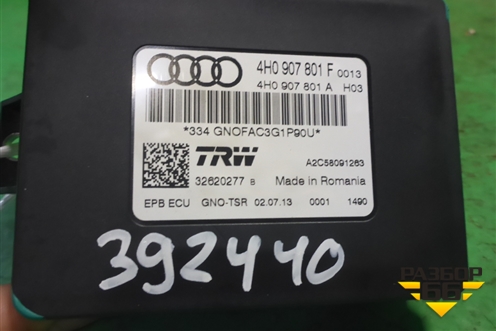 4H0 907 801 F 0013
4H0 907 801 A H03
*334 GNOFAC3G1P90U*
TRW
A2C58091263
32620277 B Made in Romania
EPB ECU GNO-TSR 02.07.13 0001 1490
392440
РАЗБОР
66